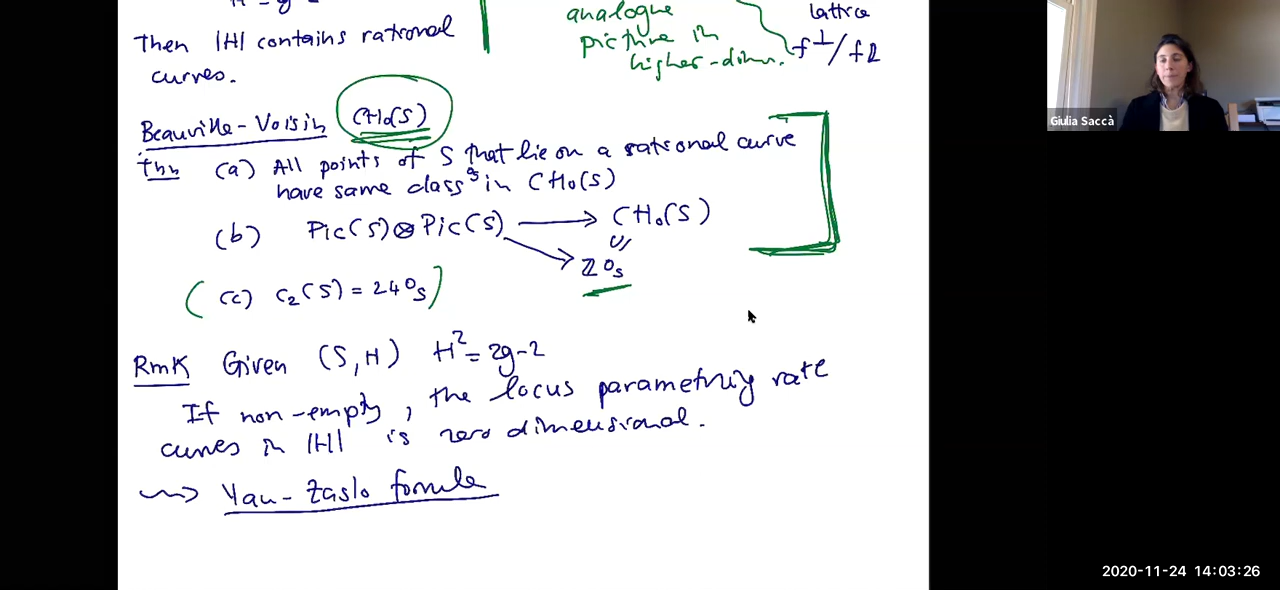 Then |H| contains rational
curves.
analogue
picture in
higher-dim.
lattice
f⊥/fℤ
Beauville-Voisin CH₀(S)
Thm (a) All points of S that lie on a rational curve
have same class in CH₀(S)
(b) Pic(S)⊗Pic(S) → CH₀(S)
∪|
ℤ o_S
(c) c₂(S) = 24 o_S
Rmk Given (S,H) H² = 2g-2
If non-empty, the locus parametrizing rat'l
curves in |H| is zero dimensional.
⇝ Yau-Zaslo formula
Giulia Saccà
2020-11-24 14:03:26